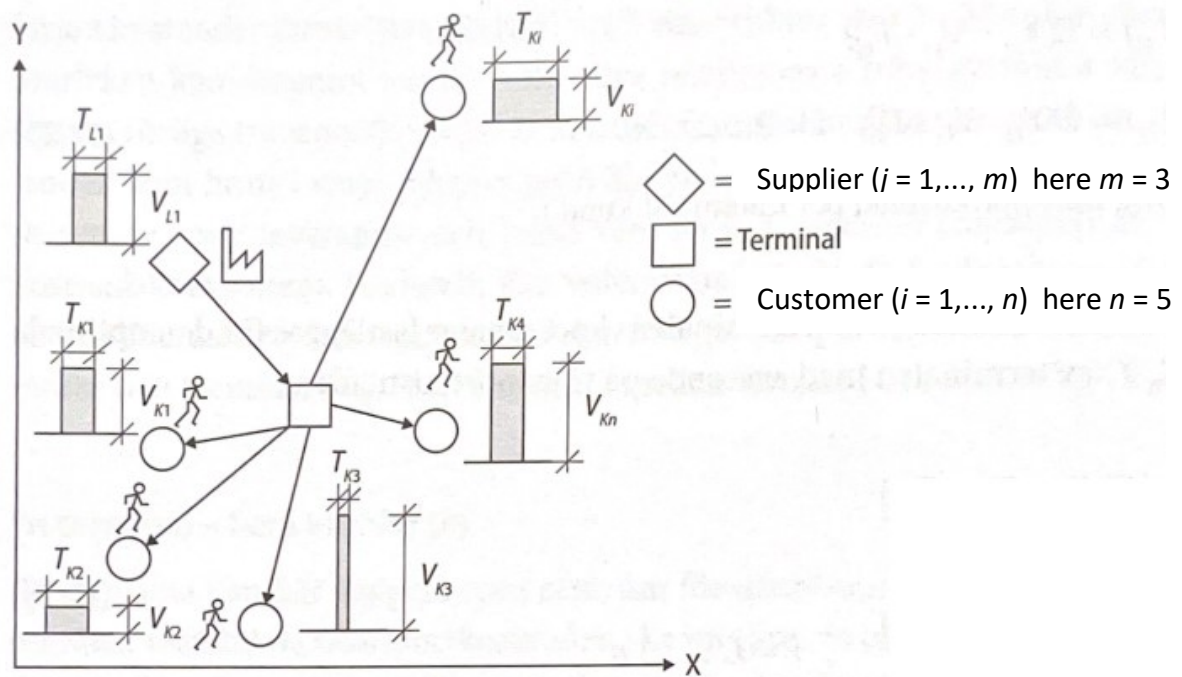 Y
T_Ki
V_Ki
T_L1
V_L1
= Supplier (j = 1,..., m) here m = 3
= Terminal
= Customer (i = 1,..., n) here n = 5
T_K1
V_K1
T_K4
V_Kn
T_K3
V_K3
T_K2
V_K2
X